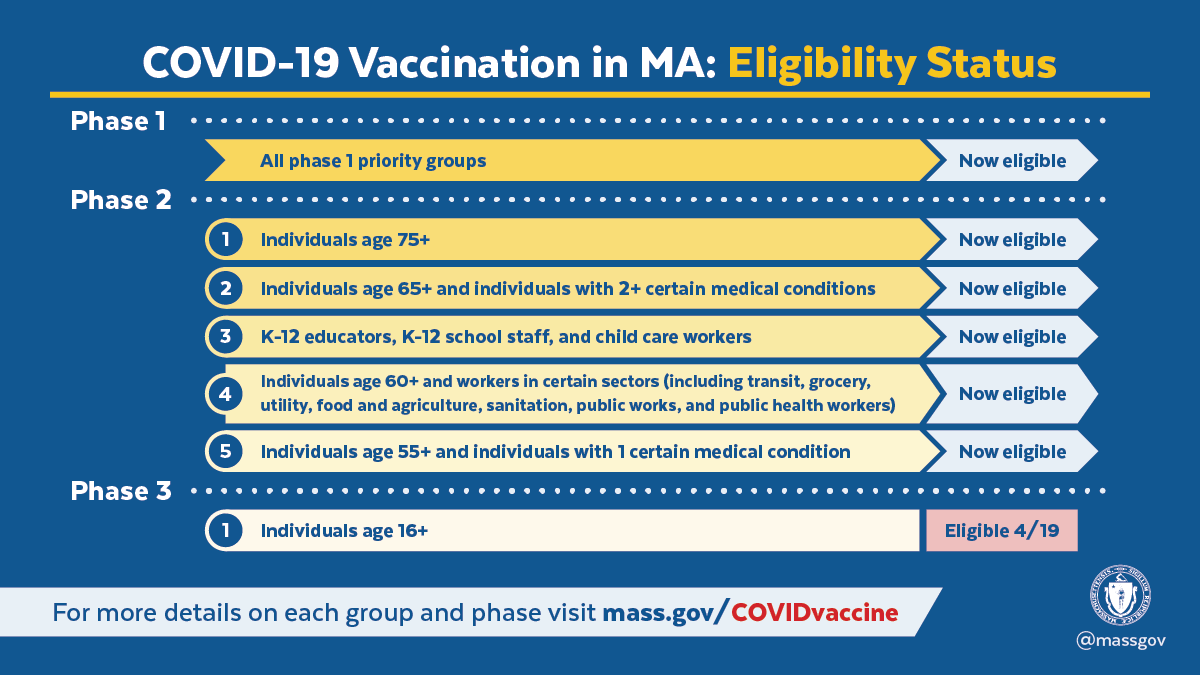 COVID-19 Vaccination in MA: Eligibility Status
Phase 1
All phase 1 priority groups
Now eligible
Phase 2
1 Individuals age 75+
Now eligible
2 Individuals age 65+ and individuals with 2+ certain medical conditions
Now eligible
3 K-12 educators, K-12 school staff, and child care workers
Now eligible
4 Individuals age 60+ and workers in certain sectors (including transit, grocery,
utility, food and agriculture, sanitation, public works, and public health workers)
Now eligible
5 Individuals age 55+ and individuals with 1 certain medical condition
Now eligible
Phase 3
1 Individuals age 16+
Eligible 4/19
For more details on each group and phase visit mass.gov/COVIDvaccine
@massgov